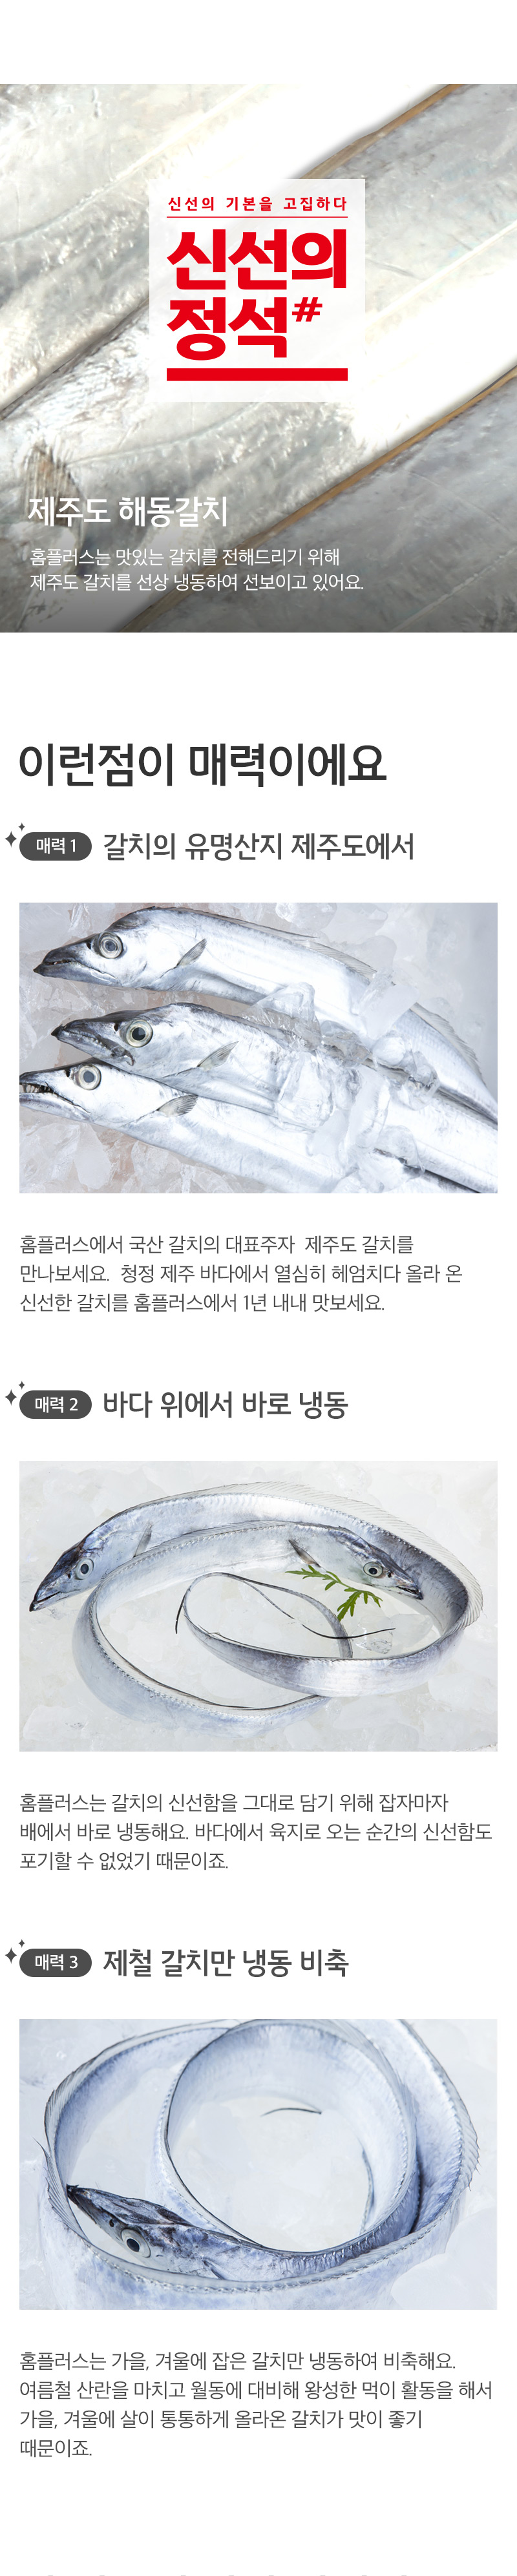 신선의 기본을 고집하다
신선의
정석#
제주도 해동갈치
홈플러스는 맛있는 갈치를 전해드리기 위해
제주도 갈치를 선상 냉동하여 선보이고 있어요.
이런점이 매력이에요
매력 1 갈치의 유명산지 제주도에서
홈플러스에서 국산 갈치의 대표주자 제주도 갈치를
만나보세요. 청정 제주 바다에서 열심히 헤엄치다 올라 온
신선한 갈치를 홈플러스에서 1년 내내 맛보세요.
매력 2 바다 위에서 바로 냉동
홈플러스는 갈치의 신선함을 그대로 담기 위해 잡자마자
배에서 바로 냉동해요. 바다에서 육지로 오는 순간의 신선함도
포기할 수 없었기 때문이죠.
매력 3 제철 갈치만 냉동 비축
홈플러스는 가을, 겨울에 잡은 갈치만 냉동하여 비축해요.
여름철 산란을 마치고 월동에 대비해 왕성한 먹이 활동을 해서
가을, 겨울에 살이 통통하게 올라온 갈치가 맛이 좋기
때문이죠.